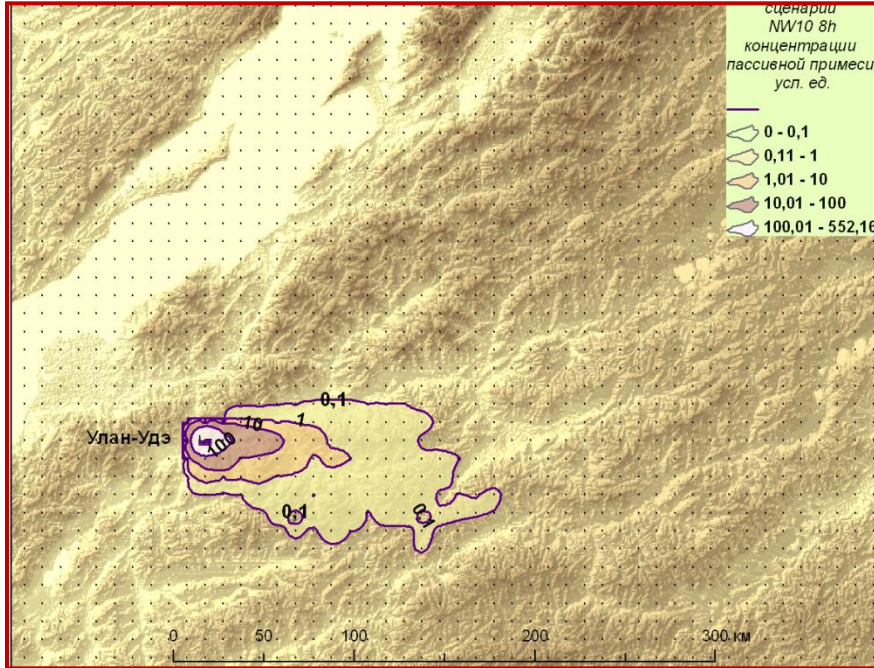 сценарий
NW10 8h
концентрации
пассивной примеси
усл. ед.
0 - 0,1
0,11 - 1
1,01 - 10
10,01 - 100
100,01 - 552,16
0,1
10
1
Улан-Удэ
100
0,1
0,1
0
50
100
200
300 км